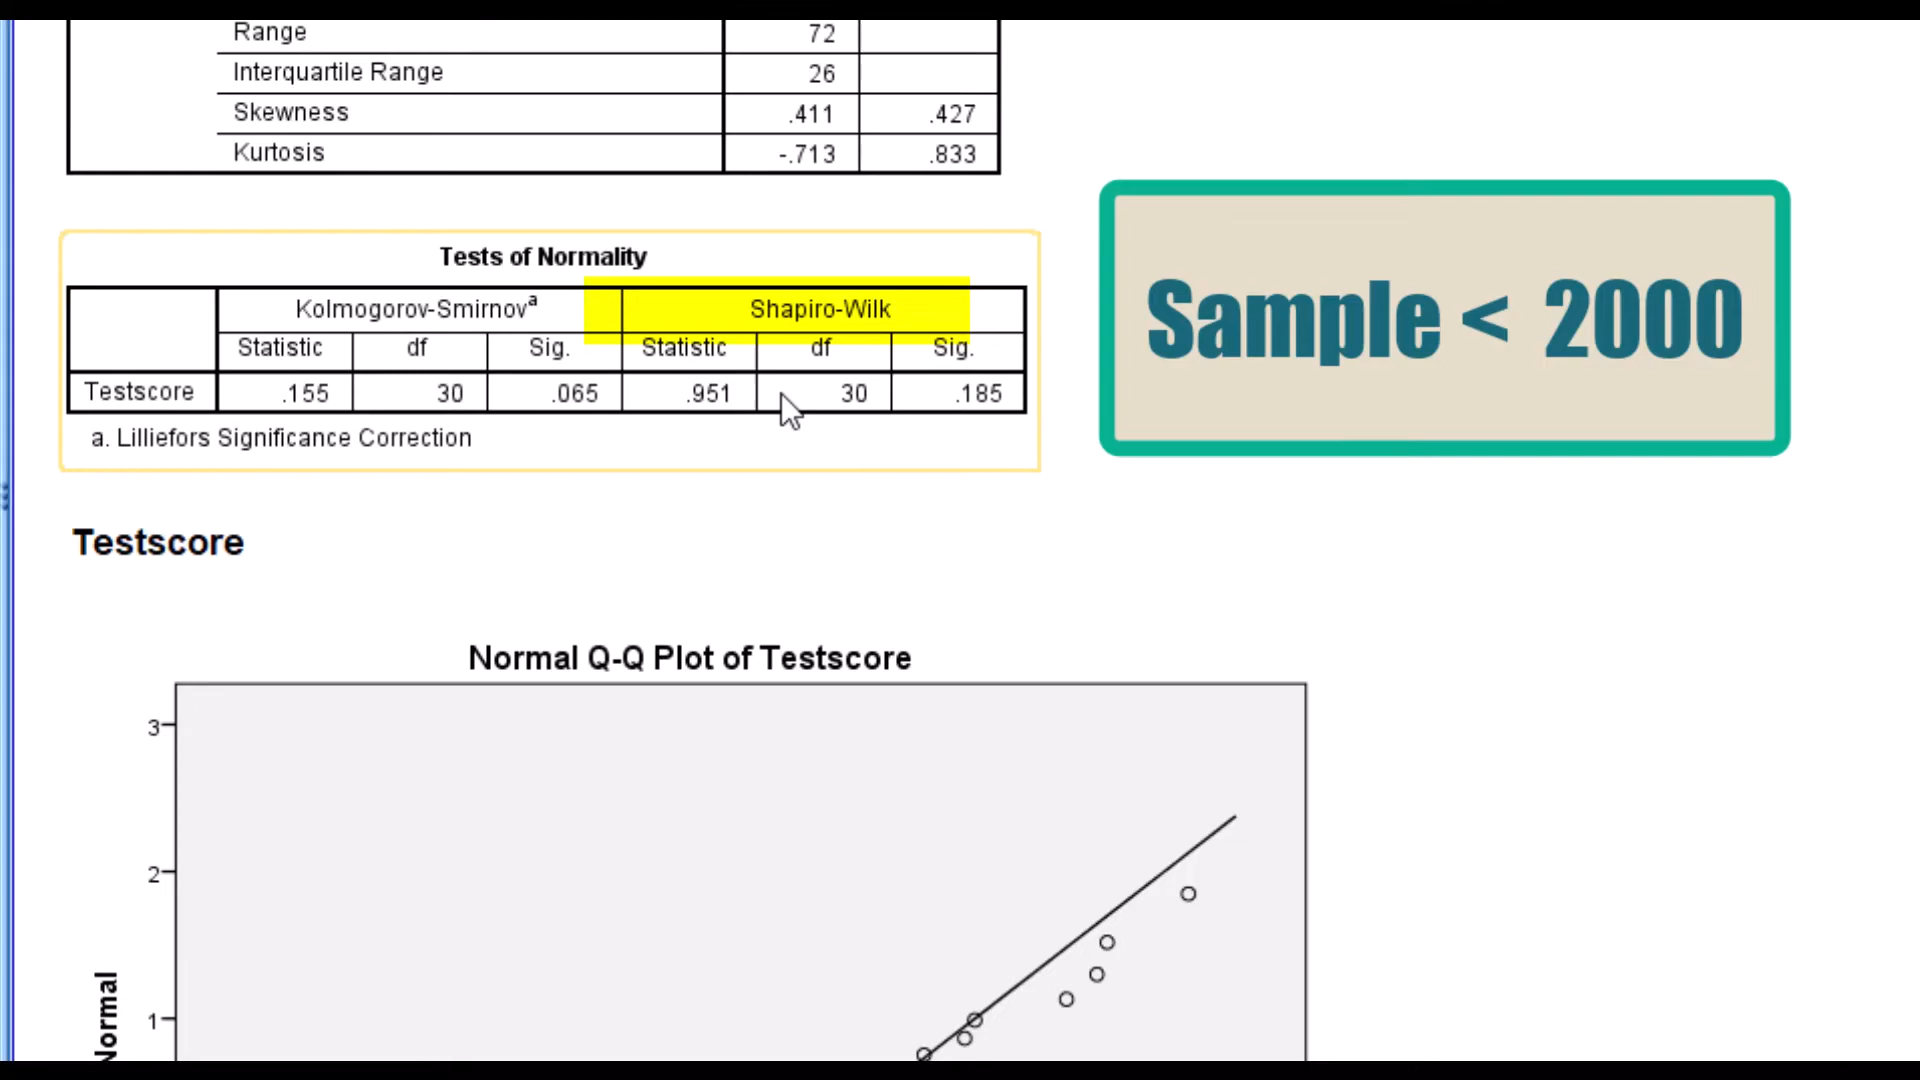 Range 72
Interquartile Range 26
Skewness .411 .427
Kurtosis -.713 .833
Tests of Normality
Kolmogorov-Smirnovᵃ Shapiro-Wilk
Statistic df Sig. Statistic df Sig.
Testscore .155 30 .065 .951 30 .185
a. Lilliefors Significance Correction
Sample < 2000
Testscore
Normal Q-Q Plot of Testscore
3
2
1
Normal